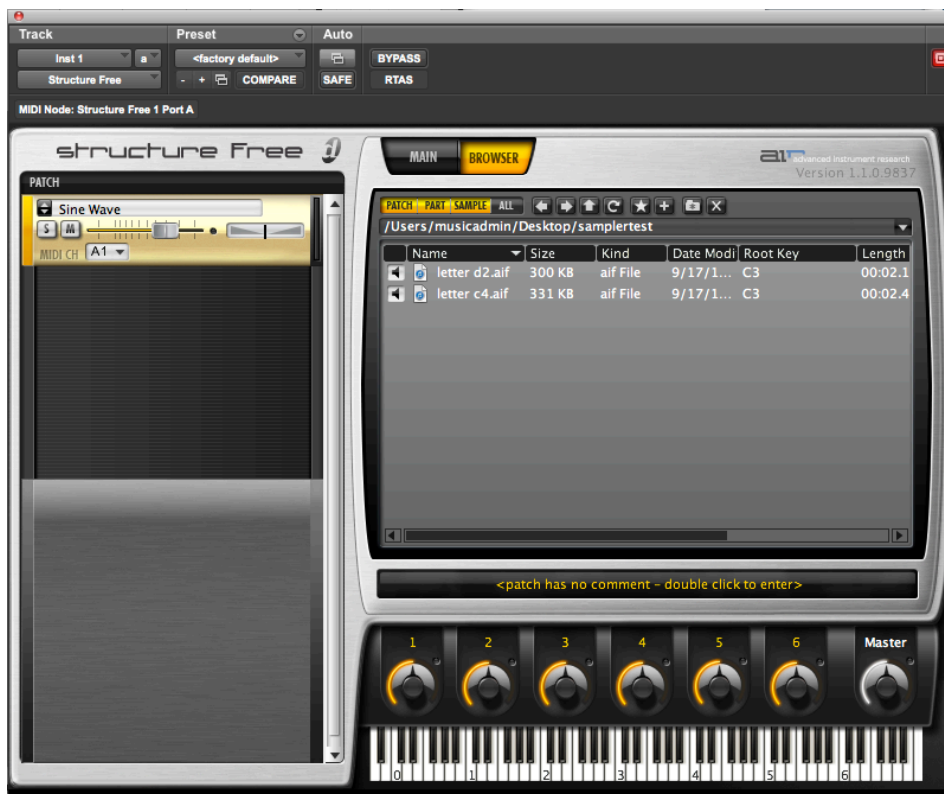 Track Preset Auto
Inst 1 a <factory default> BYPASS
Structure Free - + COMPARE SAFE RTAS
MIDI Node: Structure Free 1 Port A
structure Free
MAIN BROWSER
air advanced instrument research
Version 1.1.0.9837
PATCH
Sine Wave
S M
MIDI CH A1
PATCH PART SAMPLE ALL
/Users/musicadmin/Desktop/samplertest
Name Size Kind Date Modi Root Key Length
letter d2.aif 300 KB aif File 9/17/1... C3 00:02.1
letter c4.aif 331 KB aif File 9/17/1... C3 00:02.4
<patch has no comment – double click to enter>
1 2 3 4 5 6 Master
0 1 2 3 4 5 6